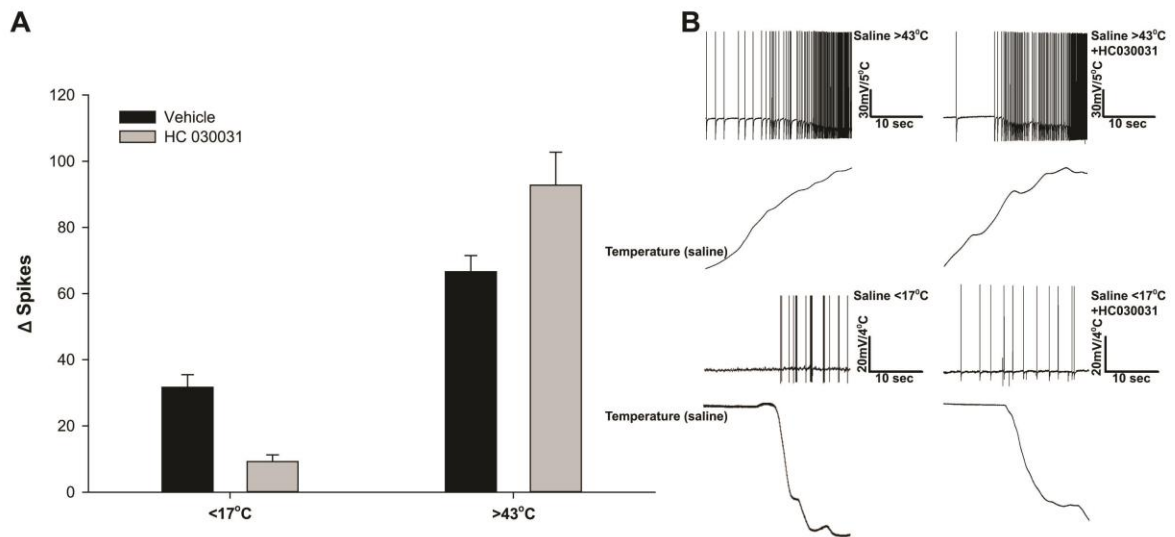 A
Δ Spikes
120
100
80
60
40
20
0
Vehicle
HC 030031
<17°C
>43°C
B
Saline >43°C
30mV/5°C
10 sec
Saline >43°C
+HC030031
30mV/5°C
10 sec
Temperature (saline)
Saline <17°C
20mV/4°C
10 sec
Saline <17°C
+HC030031
20mV/4°C
10 sec
Temperature (saline)